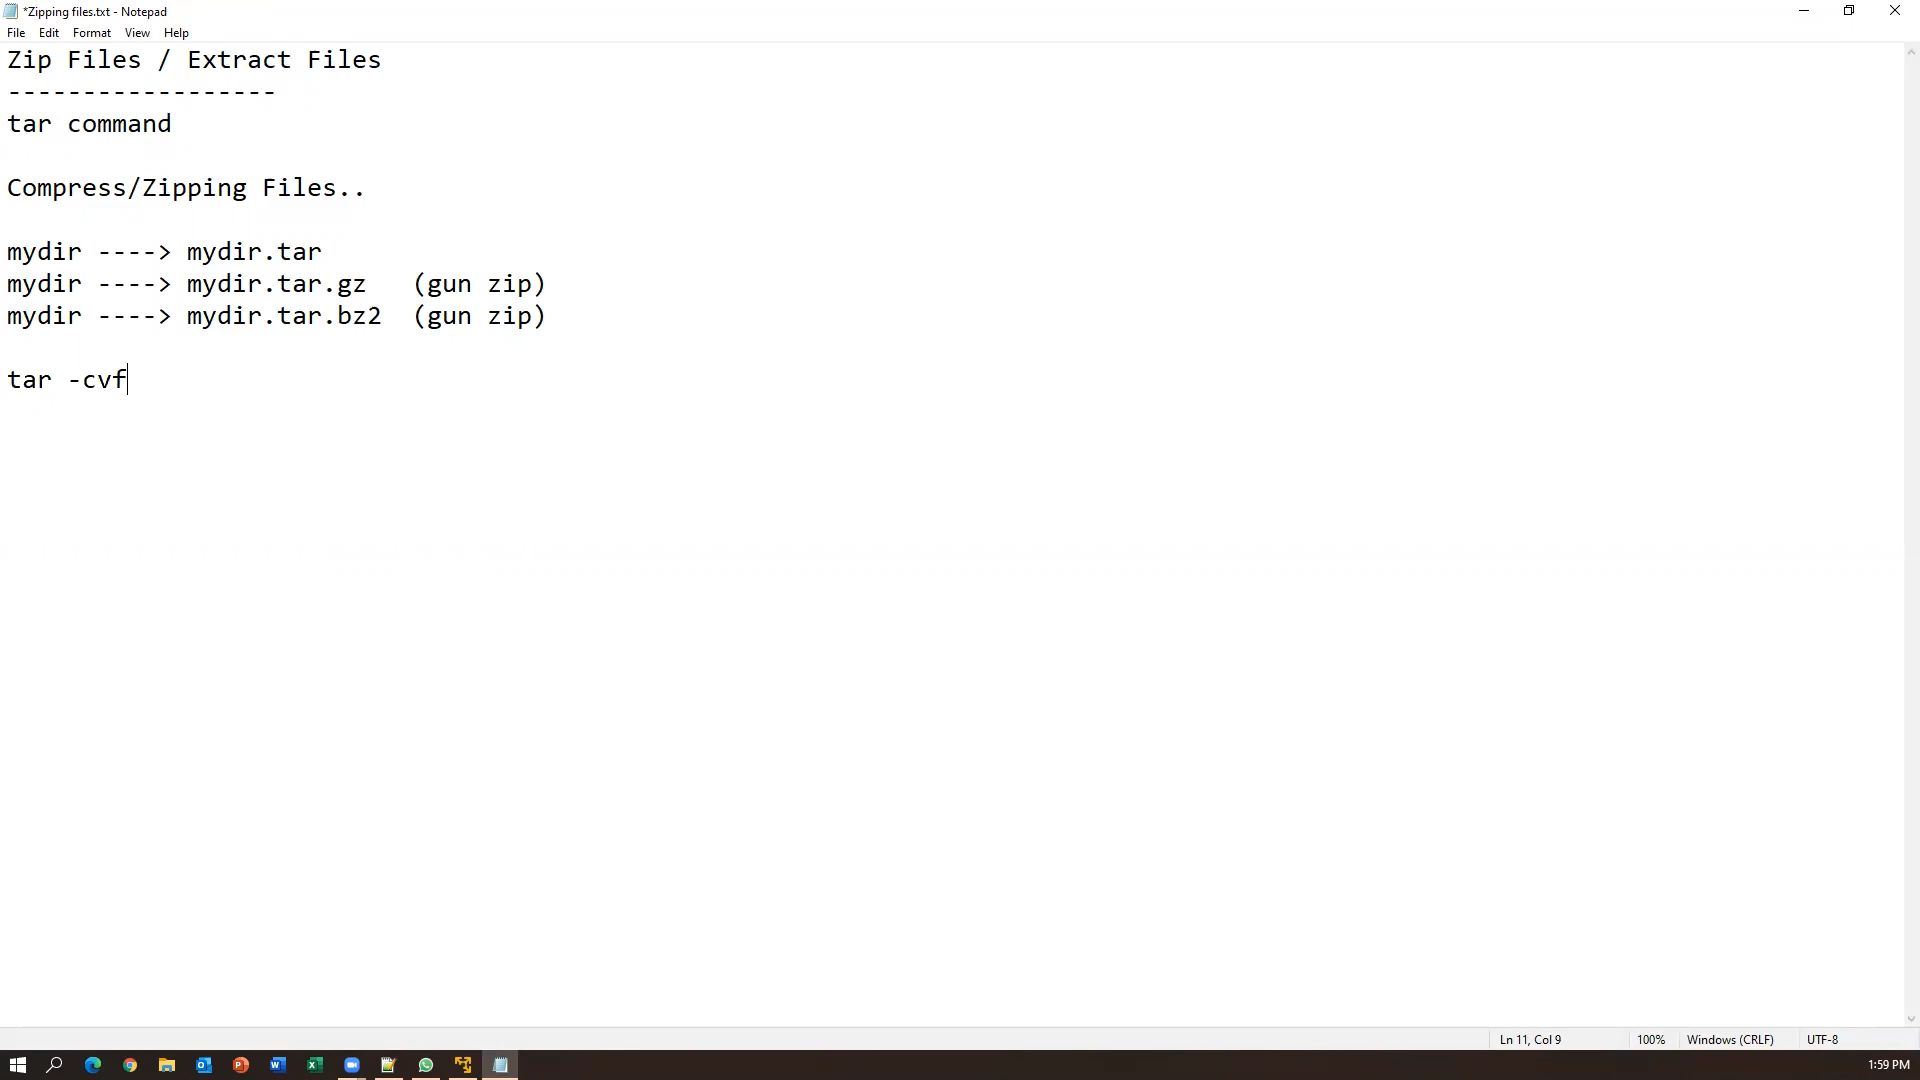 *Zipping files.txt - Notepad
File Edit Format View Help
Zip Files / Extract Files
------------------
tar command
Compress/Zipping Files..
mydir ----> mydir.tar
mydir ----> mydir.tar.gz (gun zip)
mydir ----> mydir.tar.bz2 (gun zip)
tar -cvf
Ln 11, Col 9 100% Windows (CRLF) UTF-8
1:59 PM